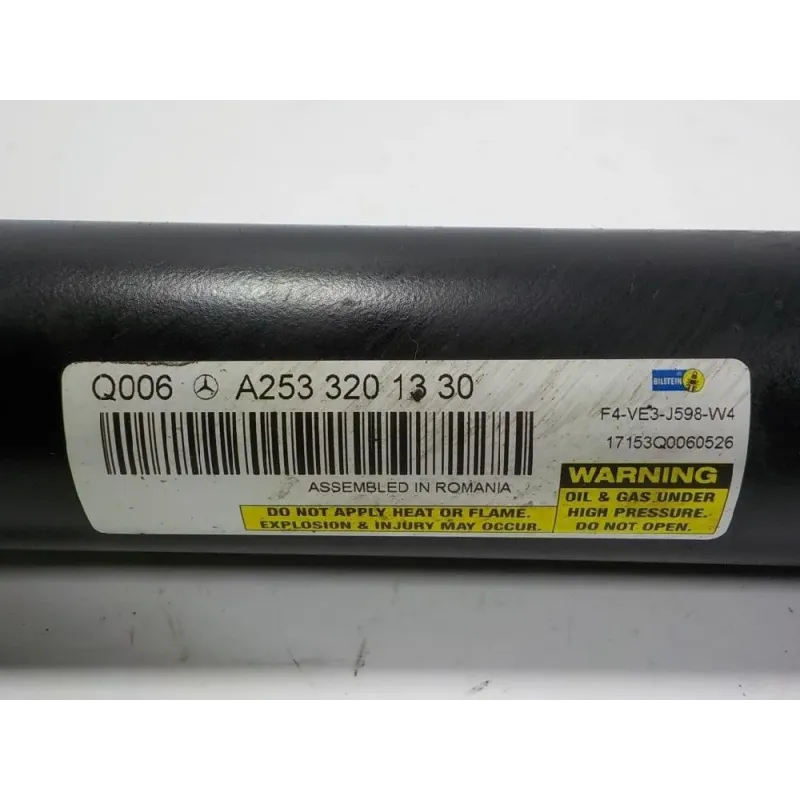 Q006 A253 320 13 30
BILSTEIN
F4-VE3-J598-W4
17153Q0060526
ASSEMBLED IN ROMANIA
DO NOT APPLY HEAT OR FLAME.
EXPLOSION & INJURY MAY OCCUR.
WARNING
OIL & GAS UNDER
HIGH PRESSURE.
DO NOT OPEN.